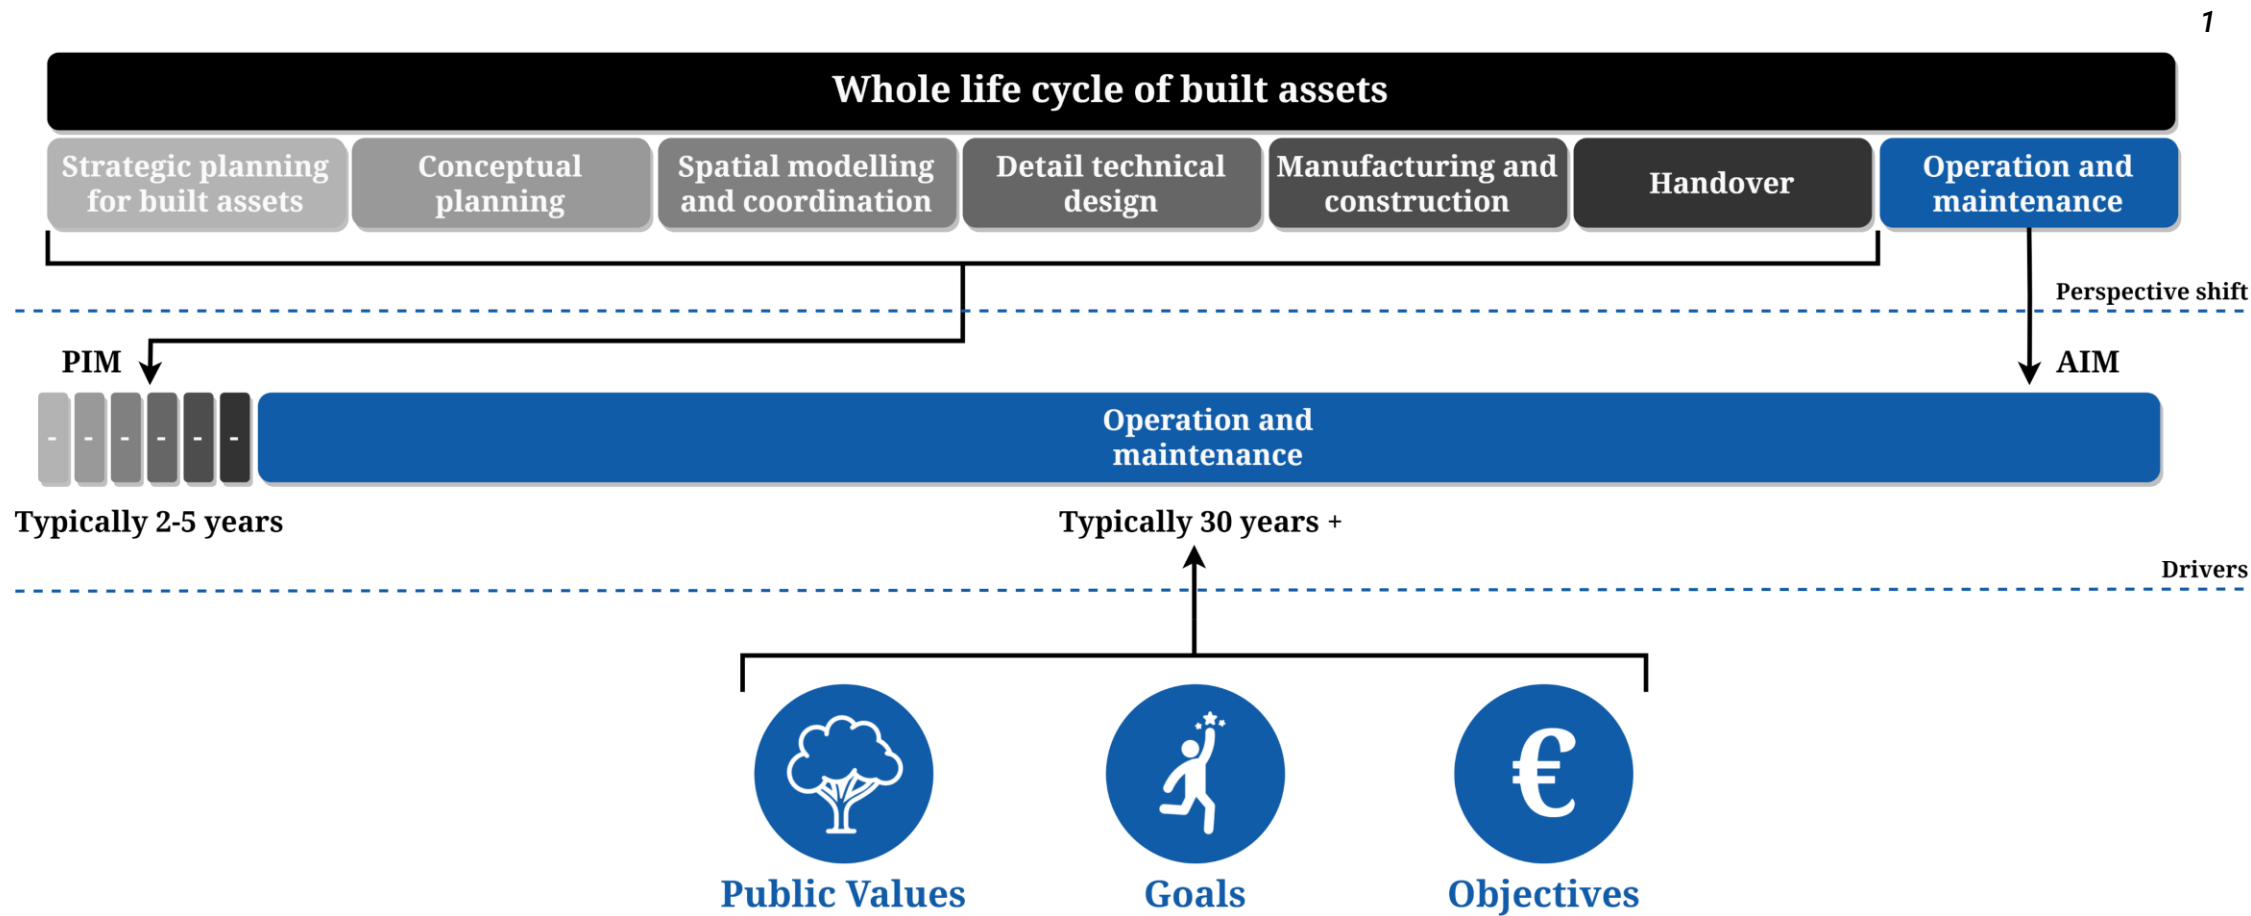 1
Whole life cycle of built assets
Strategic planning
for built assets
Conceptual
planning
Spatial modelling
and coordination
Detail technical
design
Manufacturing and
construction
Handover
Operation and
maintenance
Perspective shift
PIM
AIM
- - - - - -
Operation and
maintenance
Typically 2-5 years
Typically 30 years +
Drivers
€
Public Values
Goals
Objectives